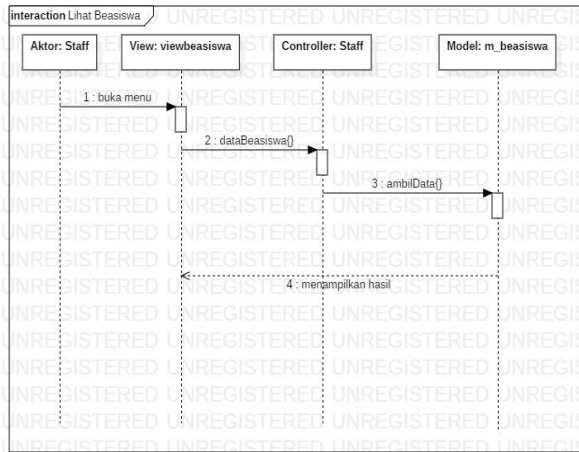 interaction Lihat Beasiswa
Aktor: Staff
View: viewbeasiswa
Controller: Staff
Model: m_beasiswa
1 : buka menu
2 : dataBeasiswa{}
3 : ambilData{}
4 : menampilkan hasil
UNREGISTERED